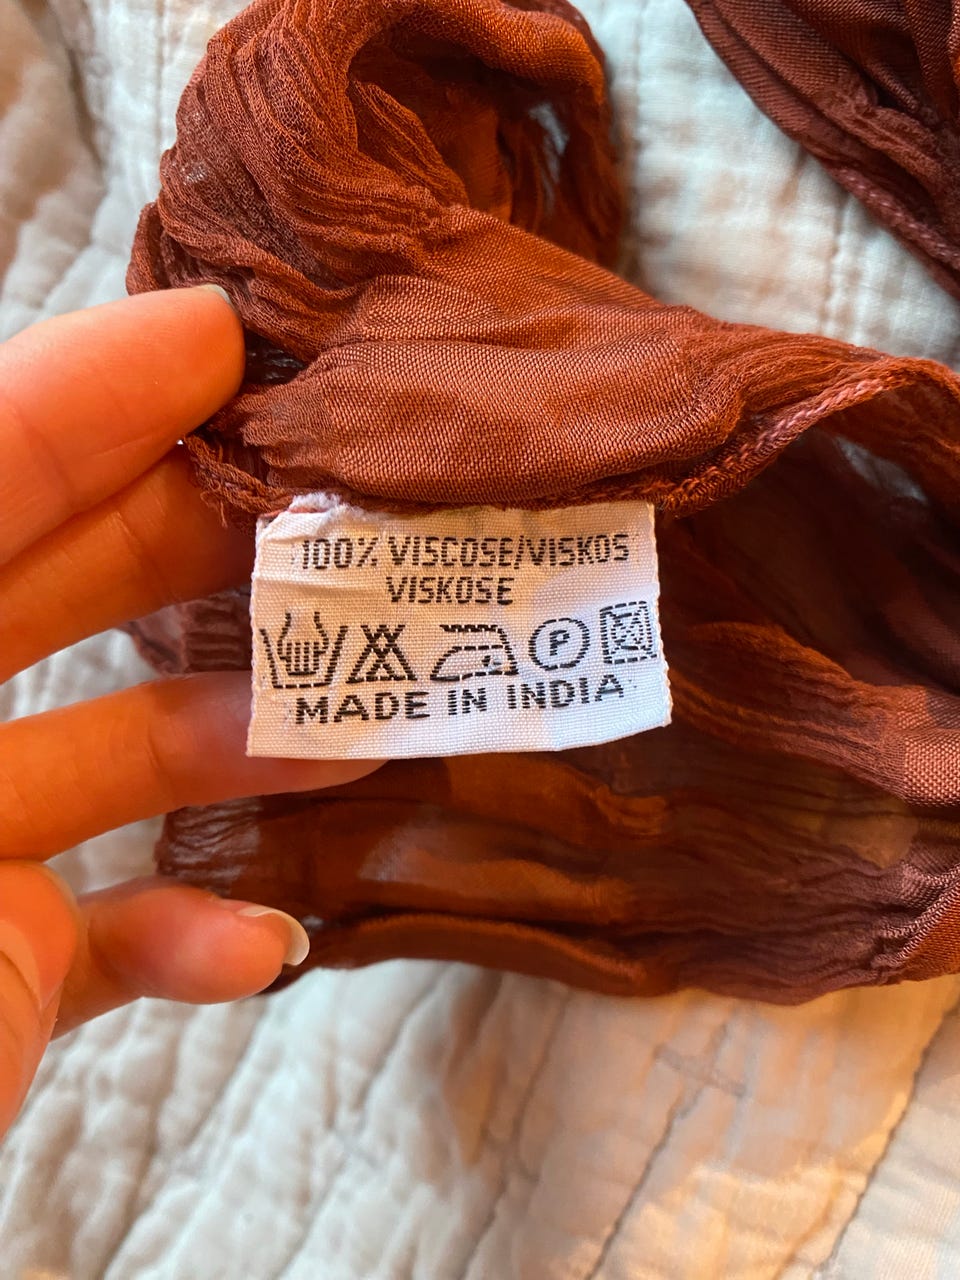 100% VISCOSE/VISKOS
VISKOSE
P
MADE IN INDIA